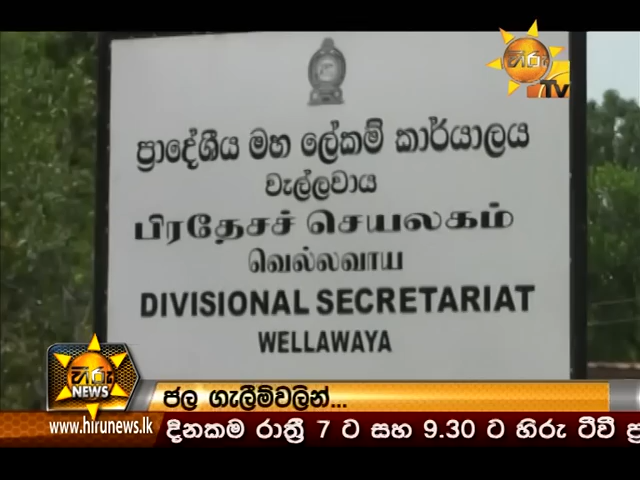 හිරු
TV
ප්‍රාදේශීය මහ ලේකම් කාර්යාලය
වැල්ලවාය
பிரதேசச் செயலகம்
வெல்லவாய
DIVISIONAL SECRETARIAT
WELLAWAYA
හිරු
NEWS
ජල ගැලීම්වලින්...
www.hirunews.lk
දිනකම රාත්‍රී 7 ට සහ 9.30 ට හිරු ටීවී